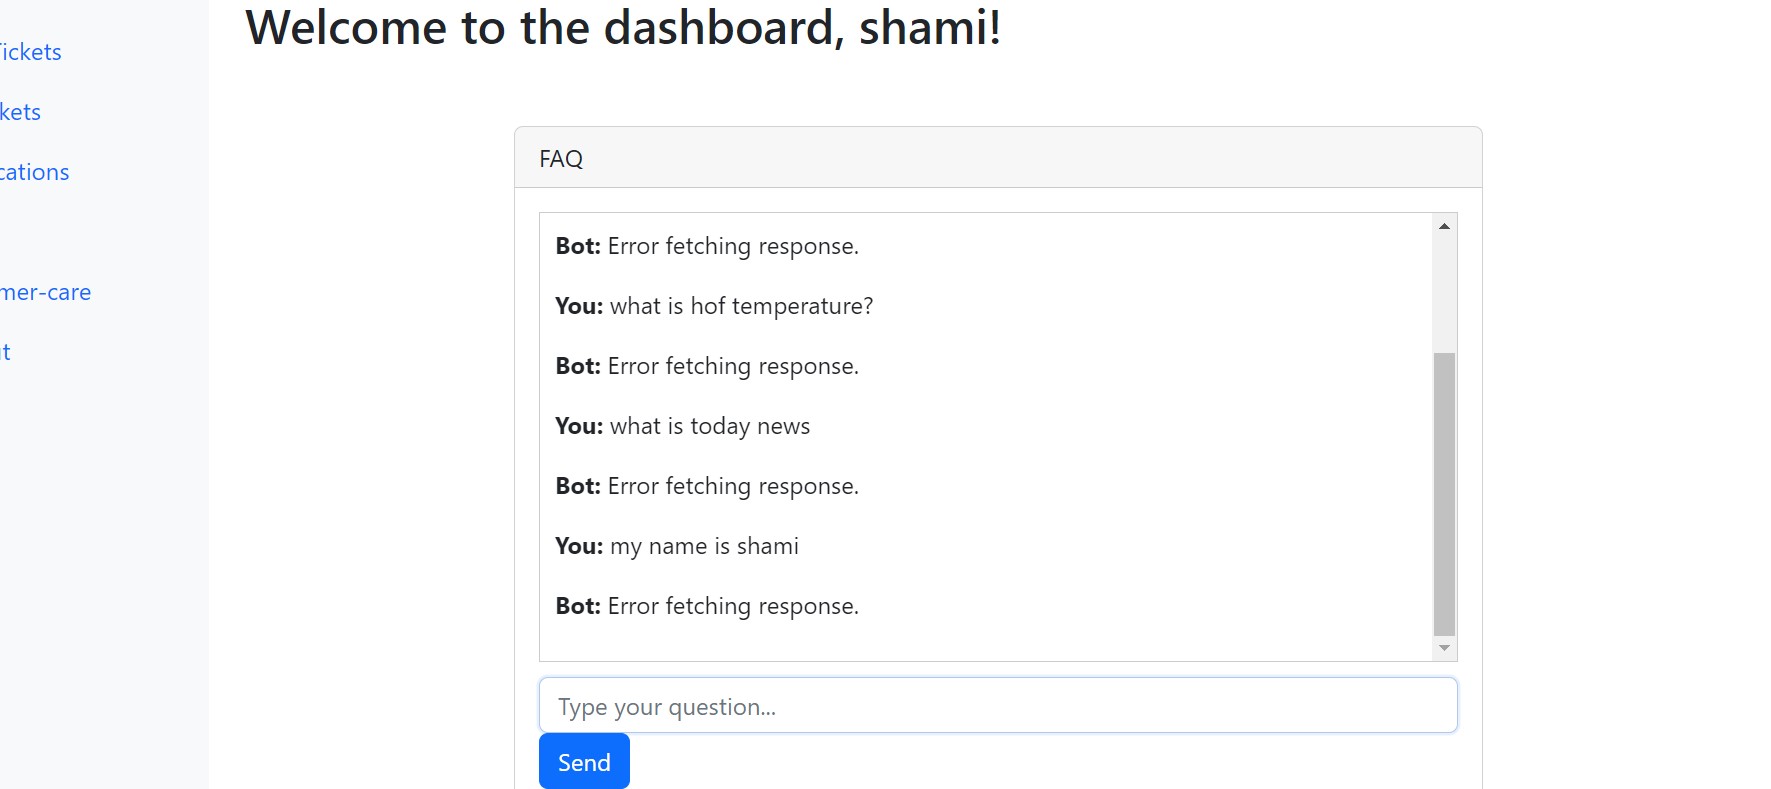 Welcome to the dashboard, shami!
Tickets
kets
cations
mer-care
t
FAQ
Bot: Error fetching response.
You: what is hof temperature?
Bot: Error fetching response.
You: what is today news
Bot: Error fetching response.
You: my name is shami
Bot: Error fetching response.
Type your question...
Send